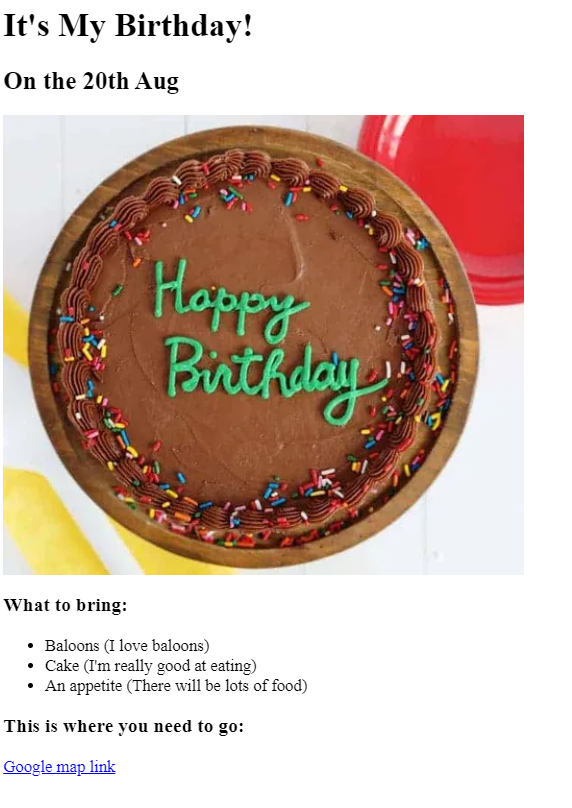 It's My Birthday!
On the 20th Aug
Happy
Birthday
What to bring:
Baloons (I love baloons)
Cake (I'm really good at eating)
An appetite (There will be lots of food)
This is where you need to go:
Google map link